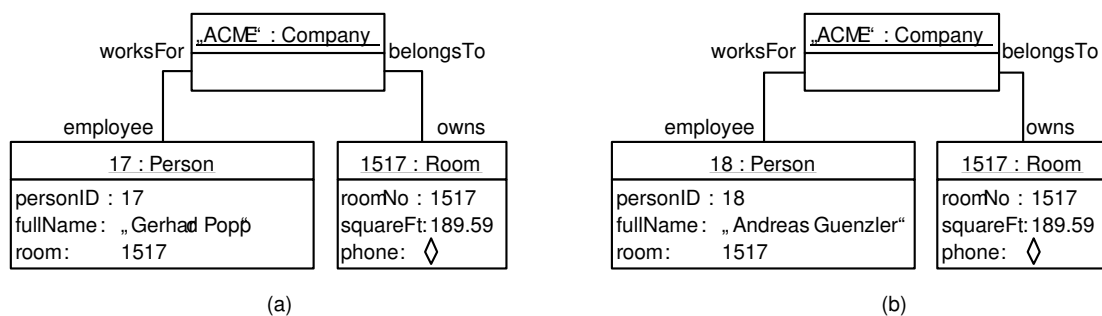 „ACME“ : Company
worksFor
belongsTo
employee
owns
17 : Person
personID : 17
fullName : „Gerhard Popp“
room : 1517
1517 : Room
roomNo : 1517
squareFt: 189.59
phone: ◊
(a)
„ACME“ : Company
worksFor
belongsTo
employee
owns
18 : Person
personID : 18
fullName : „Andreas Guenzler“
room : 1517
1517 : Room
roomNo : 1517
squareFt: 189.59
phone: ◊
(b)